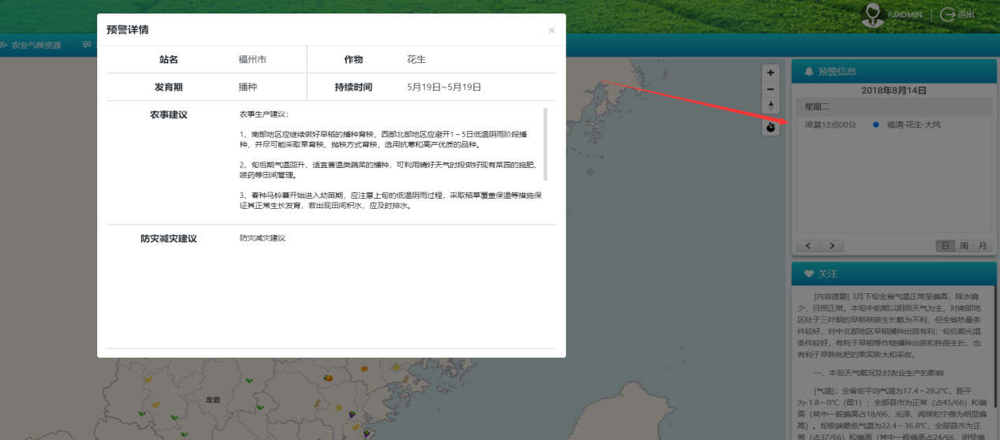 FJADMIN
退出
农业气候资源
预警详情
×
站名 福州市 作物 花生
发育期 播种 持续时间 5月19日~5月19日
农事建议
农事生产建议：
1、南部地区应继续做好早稻的播种育秧，西部北部地区应避开1～5日低温阴雨阶段播
种，并尽可能采取旱育秧、抛秧方式育秧，选用抗寒和高产优质的品种。
2、旬后期气温回升，适宜喜温类蔬菜的播种，可利用晴好天气时段做好现有菜园的施肥、
喷药等田间管理。
3、春种马铃薯开始进入幼苗期，应注意上旬的低温阴雨过程，采取稻草覆盖保温等措施保
证其正常生长发育，若出现田间积水，应及时排水。
防灾减灾建议
防灾减灾建议
龙岩
预警信息
2018年8月14日
星期二
凌晨12点00分 福清-花生-大风
日 周 月
关注
[内容提要] 3月下旬全省气温正常至偏高，降水偏
少，日照正常。本旬中前期以阴雨天气为主，对南部地
区处于三叶期的早稻秧苗生长略为不利，但全省热量条
件较好，对中北部地区早稻播种出苗有利；旬后期光温
条件较好，有利于早稻等作物播种出苗和秧苗生长，也
有利于早熟枇杷的果实膨大和采收。
一、本旬天气概况及对农业生产的影响
[气温]：全省旬平均气温为17.4～28.2℃，距平
为-1.8～0℃（图1）；全部县市为正常（占45/66）和偏
高（其中一般偏高占18/66，光泽、闽侯和宁德为明显偏
高）。旬极端最低气温为22.4～36.8℃，全部县市为正
常（占37/66）和偏高（其中一般偏高占24/66，明显偏